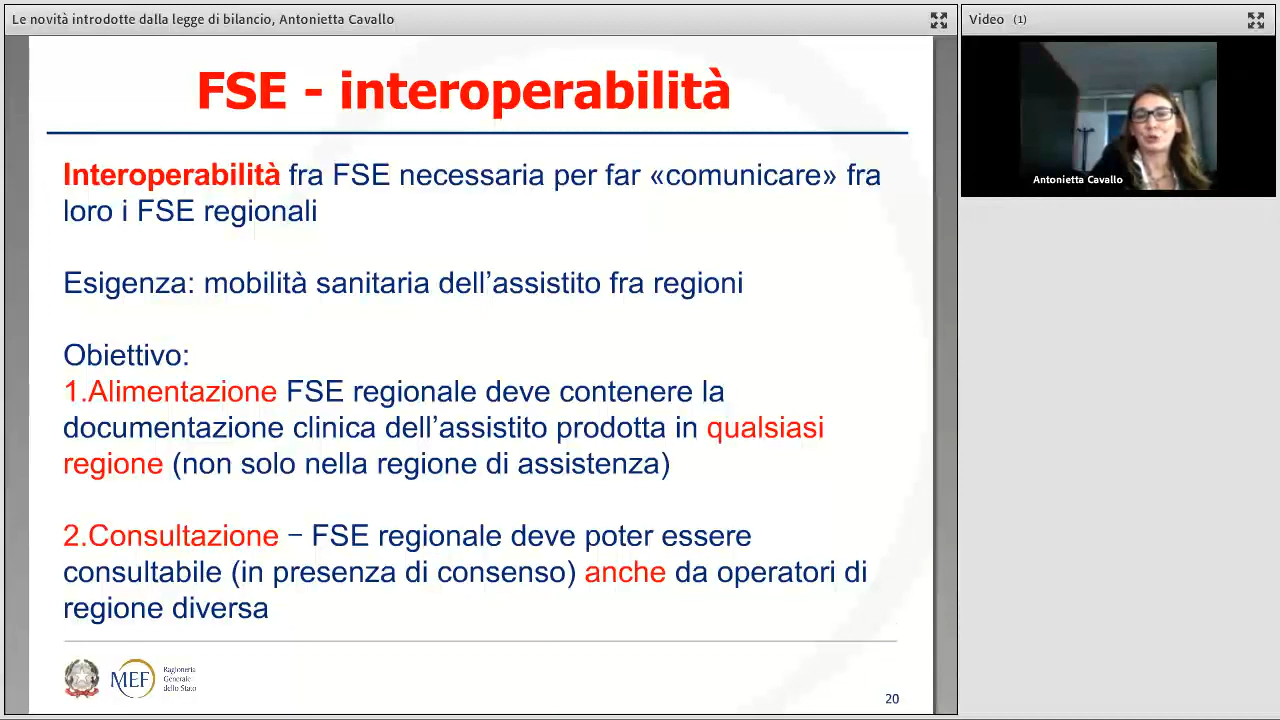 Le novità introdotte dalla legge di bilancio, Antonietta Cavallo
Video (1)
FSE - interoperabilità
Interoperabilità fra FSE necessaria per far «comunicare» fra
loro i FSE regionali
Esigenza: mobilità sanitaria dell’assistito fra regioni
Obiettivo:
1.Alimentazione FSE regionale deve contenere la
documentazione clinica dell’assistito prodotta in qualsiasi
regione (non solo nella regione di assistenza)
2.Consultazione – FSE regionale deve poter essere
consultabile (in presenza di consenso) anche da operatori di
regione diversa
MEF
Ragioneria
Generale
dello Stato
20
Antonietta Cavallo